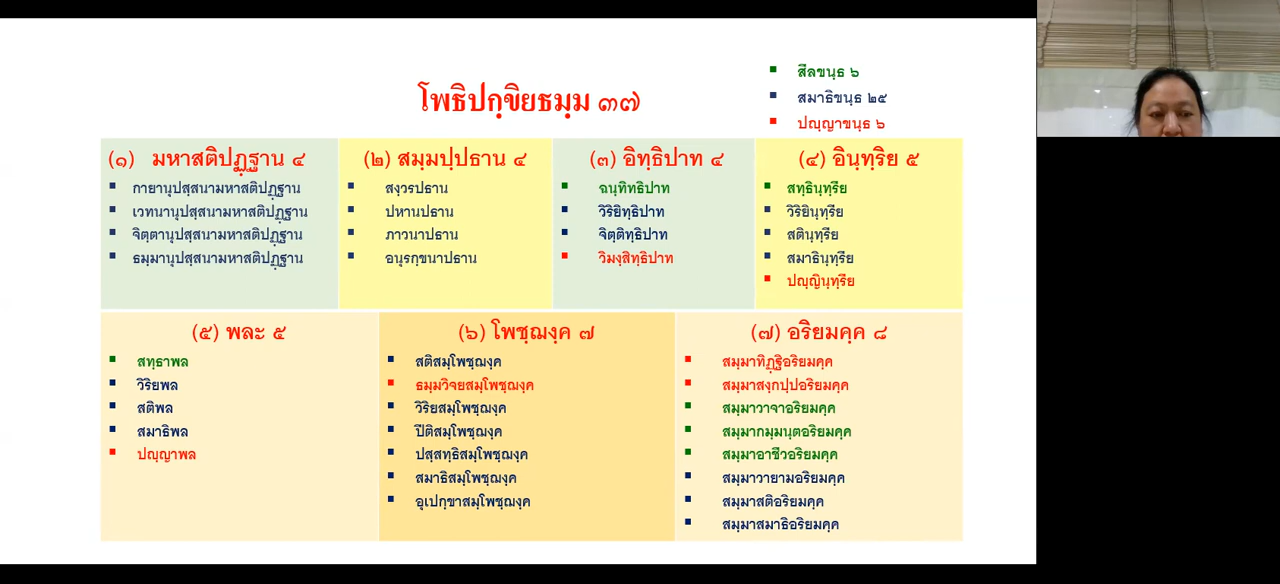 โพธิปกฺขิยธมฺม ๓๗
สีลขนฺธ ๖
สมาธิขนฺธ ๒๕
ปญฺญาขนฺธ ๖
(๑) มหาสติปฏฺฐาน ๔
กายานุปสฺสนามหาสติปฏฺฐาน
เวทนานุปสฺสนามหาสติปฏฺฐาน
จิตฺตานุปสฺสนามหาสติปฏฺฐาน
ธมฺมานุปสฺสนามหาสติปฏฺฐาน
(๒) สมฺมปฺปธาน ๔
สงฺวรปธาน
ปหานปธาน
ภาวนาปธาน
อนุรกฺขนาปธาน
(๓) อิทฺธิปาท ๔
ฉนฺทิทธิปาท
วิริยิทฺธิปาท
จิตฺติทฺธิปาท
วิมงฺสิทฺธิปาท
(๔) อินฺทฺริย ๕
สทฺธินฺทฺรีย
วิริยินฺทฺรีย
สตินฺทฺรีย
สมาธินฺทฺรีย
ปญฺญินฺทฺรีย
(๕) พละ ๕
สทฺธาพล
วิริยพล
สติพล
สมาธิพล
ปญฺญาพล
(๖) โพชฺฌงฺค ๗
สติสมฺโพชฺฌงฺค
ธมฺมวิจยสมฺโพชฺฌงฺค
วิริยสมฺโพชฺฌงฺค
ปีติสมฺโพชฺฌงฺค
ปสฺสทฺธิสมฺโพชฺฌงฺค
สมาธิสมฺโพชฺฌงฺค
อุเปกฺขาสมฺโพชฺฌงฺค
(๗) อริยมคฺค ๘
สมฺมาทิฏฺฐิอริยมคฺค
สมฺมาสงฺกปฺปอริยมคฺค
สมฺมาวาจาอริยมคฺค
สมฺมากมฺมนฺตอริยมคฺค
สมฺมาอาชีวอริยมคฺค
สมฺมาวายามอริยมคฺค
สมฺมาสติอริยมคฺค
สมฺมาสมาธิอริยมคฺค